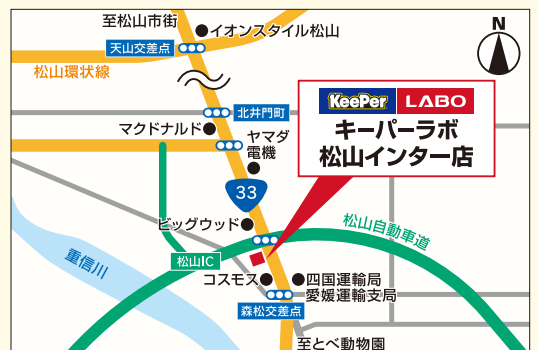 至松山市街
イオンスタイル松山
N
天山交差点
松山環状線
北井門町
マクドナルド
ヤマダ
電機
KeePer LABO
キーパーラボ
松山インター店
33
ビッグウッド
松山自動車道
松山IC
重信川
コスモス
四国運輸局
愛媛運輸支局
森松交差点
至とべ動物園